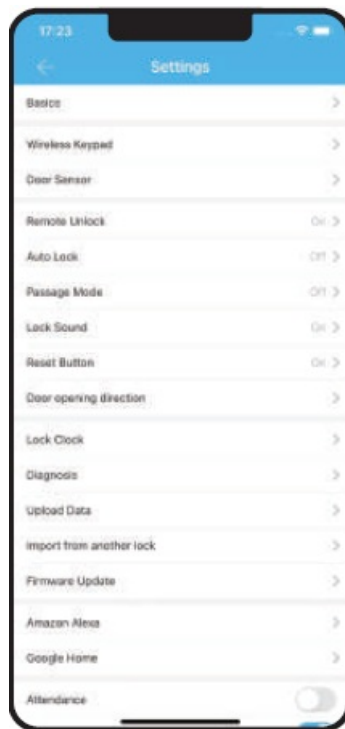 17:23
Settings
Basics
Wireless Keypad
Door Sensor
Remote Unlock On
Auto Lock Off
Passage Mode Off
Lock Sound On
Reset Button On
Door opening direction
Lock Clock
Diagnosis
Upload Data
Import from another lock
Firmware Update
Amazon Alexa
Google Home
Attendance